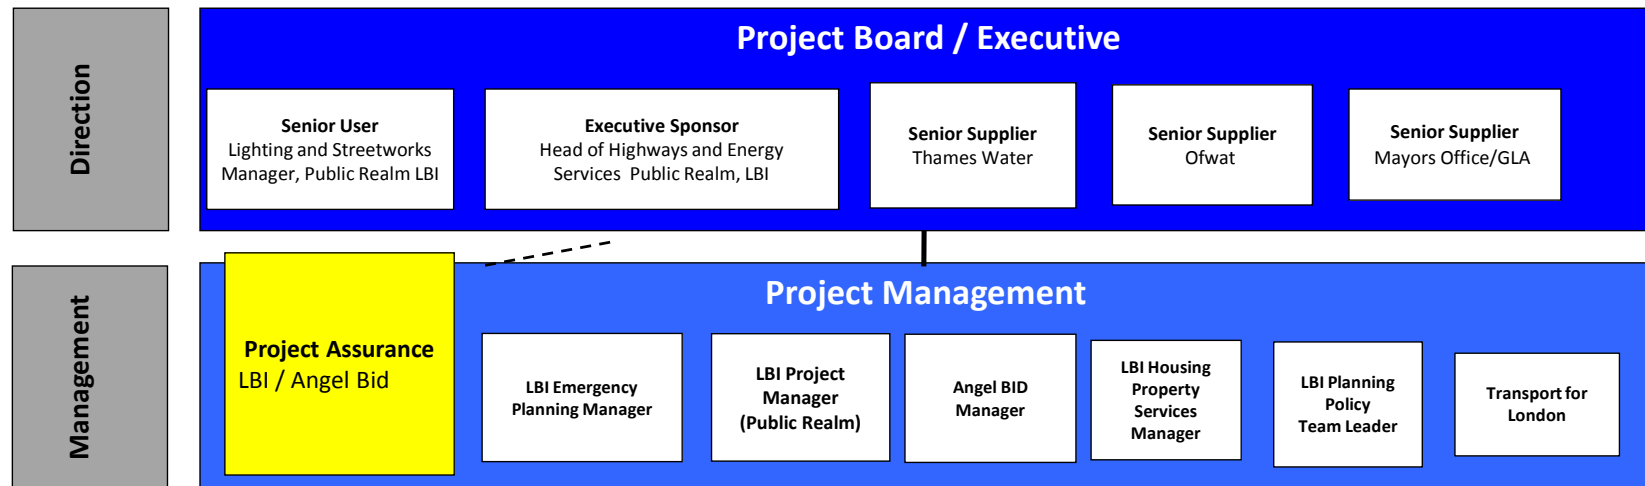 Direction
Project Board / Executive
Senior User
Lighting and Streetworks
Manager, Public Realm LBI
Executive Sponsor
Head of Highways and Energy
Services Public Realm, LBI
Senior Supplier
Thames Water
Senior Supplier
Ofwat
Senior Supplier
Mayors Office/GLA
Management
Project Management
Project Assurance
LBI / Angel Bid
LBI Emergency
Planning Manager
LBI Project
Manager
(Public Realm)
Angel BID
Manager
LBI Housing
Property
Services
Manager
LBI Planning
Policy
Team Leader
Transport for
London